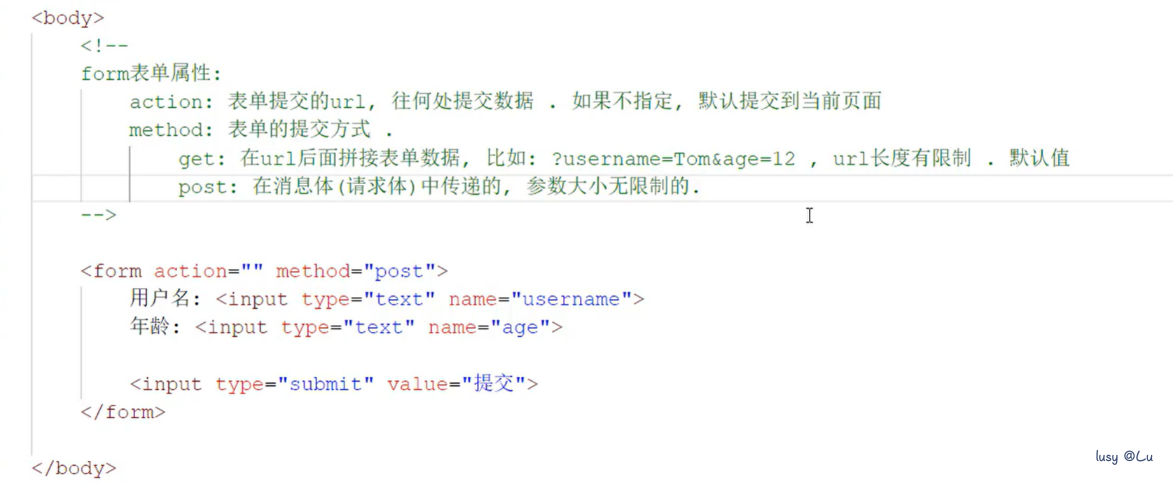 <body>
<!--
form表单属性:
action: 表单提交的url, 往何处提交数据 . 如果不指定, 默认提交到当前页面
method: 表单的提交方式 .
get: 在url后面拼接表单数据, 比如: ?username=Tom&age=12 , url长度有限制 . 默认值
post: 在消息体(请求体)中传递的, 参数大小无限制的.
-->
<form action="" method="post">
用户名: <input type="text" name="username">
年龄: <input type="text" name="age">
<input type="submit" value="提交">
</form>
</body>
lusy @Lu